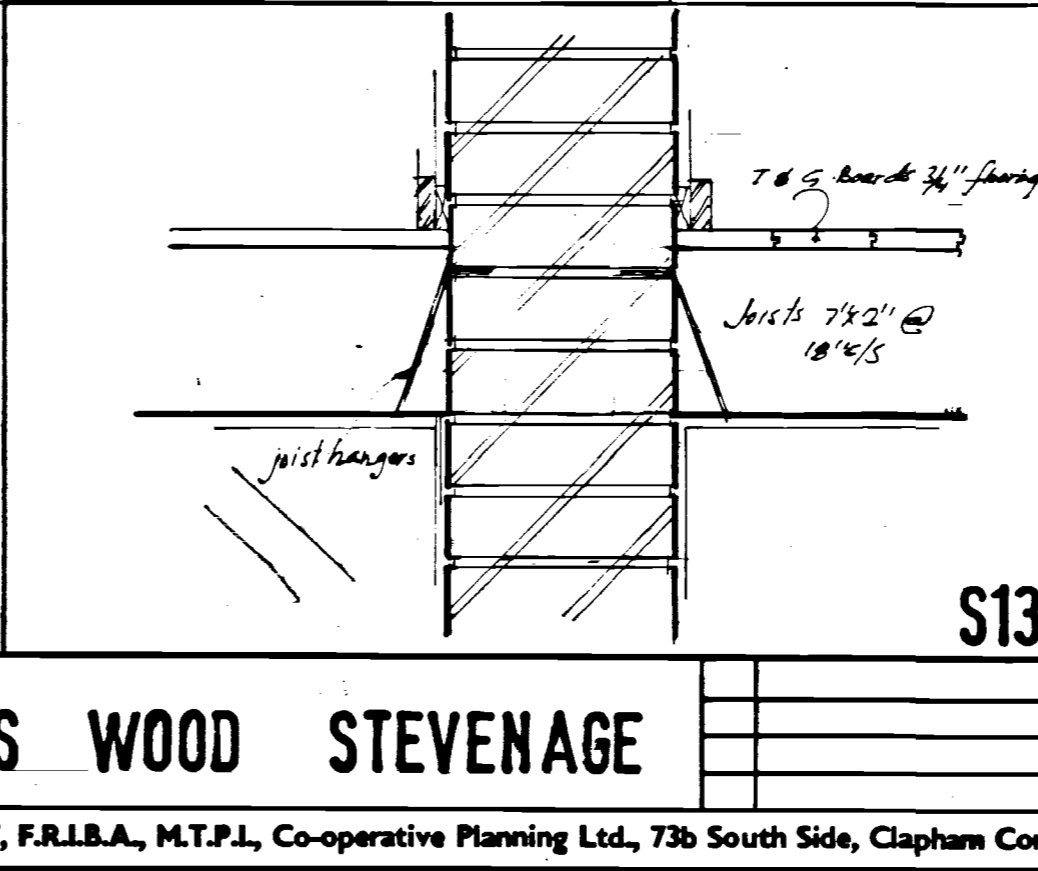 T & G Boards 3/4" flooring
Joists 7"x2" @
18"c/s
joist hangers
S13
S WOOD STEVENAGE
, F.R.I.B.A., M.T.P.I., Co-operative Planning Ltd., 73b South Side, Clapham Co